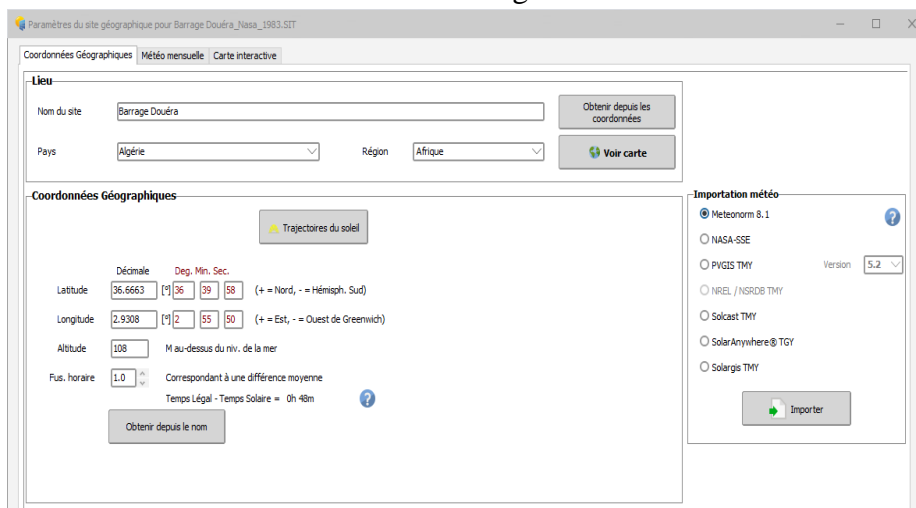 Paramètres du site géographique pour Barrage Douéra_Nasa_1983.SIT
Coordonnées Géographiques Météo mensuelle Carte interactive
Lieu
Nom du site Barrage Douéra Obtenir depuis les coordonnées
Pays Algérie Région Afrique Voir carte
Coordonnées Géographiques
Trajectoires du soleil
Décimale Deg. Min. Sec.
Latitude 36.6663 [°] 36 39 58 (+ = Nord, - = Hémisph. Sud)
Longitude 2.9308 [°] 2 55 50 (+ = Est, - = Ouest de Greenwich)
Altitude 108 M au-dessus du niv. de la mer
Fus. horaire 1.0 Correspondant à une différence moyenne
Temps Légal - Temps Solaire = 0h 48m ?
Obtenir depuis le nom
Importation météo
Meteonorm 8.1 ?
NASA-SSE
PVGIS TMY Version 5.2
NREL / NSRDB TMY
Solcast TMY
SolarAnywhere® TGY
Solargis TMY
Importer